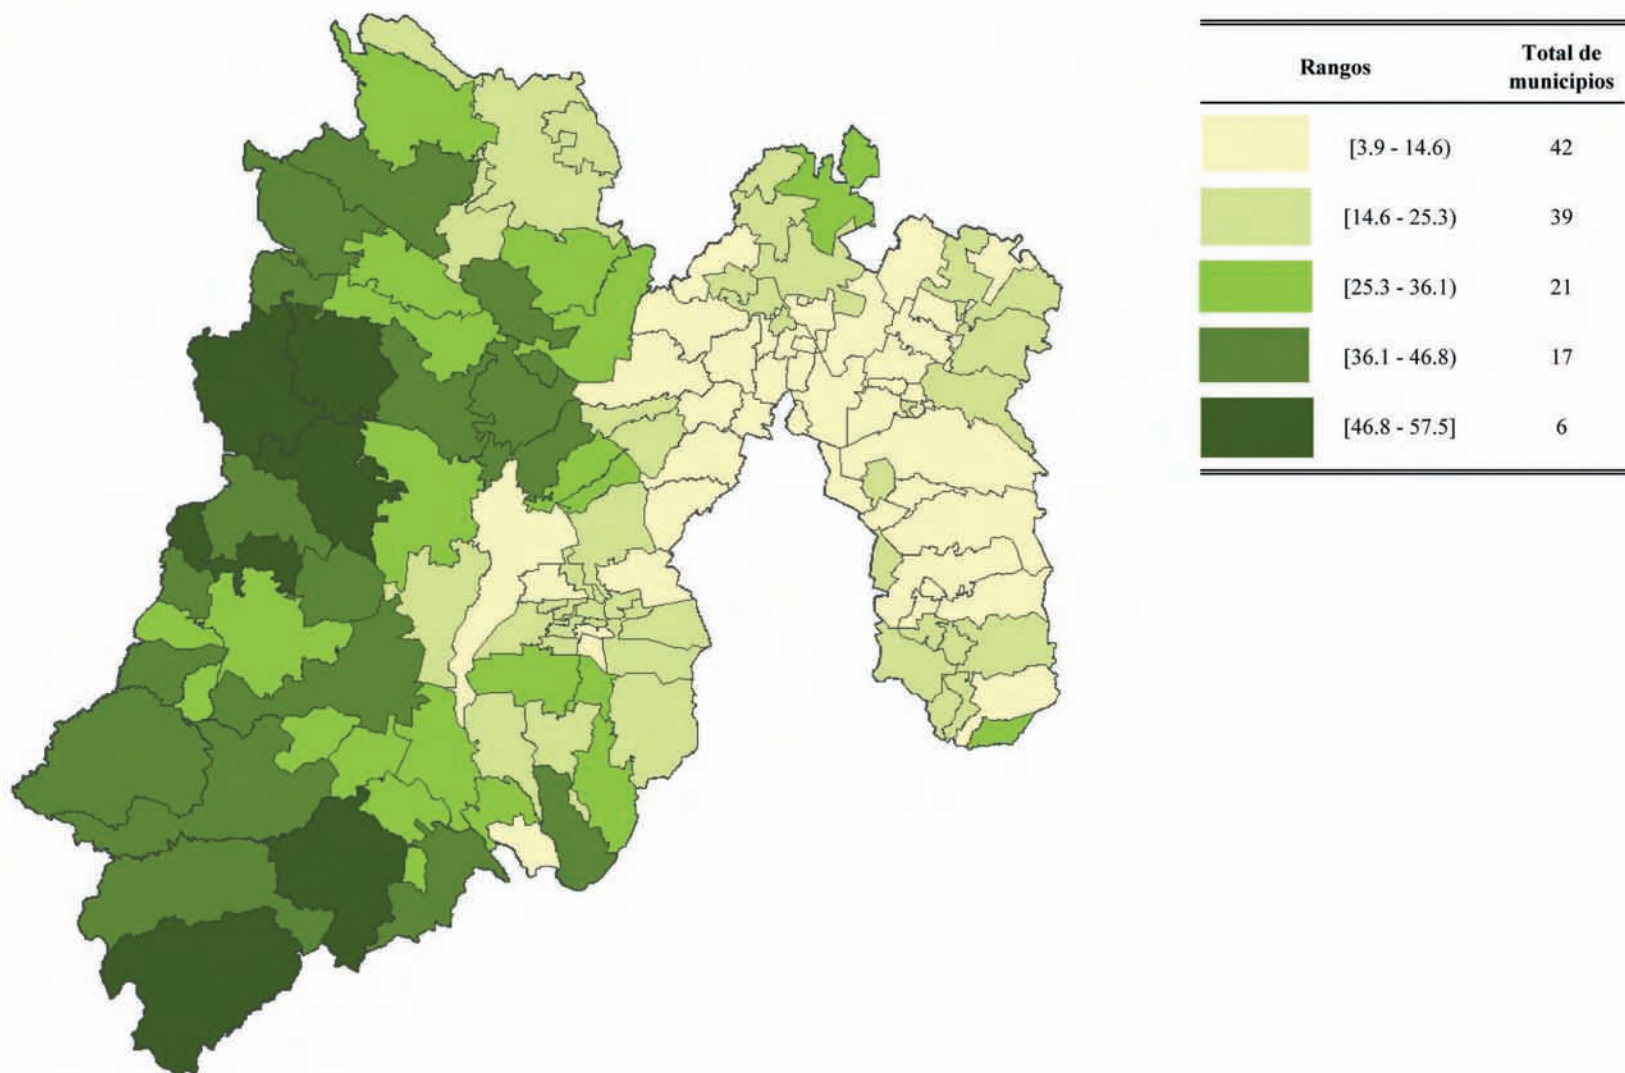 Rangos Total de
municipios
[3.9 - 14.6) 42
[14.6 - 25.3) 39
[25.3 - 36.1) 21
[36.1 - 46.8) 17
[46.8 - 57.5] 6